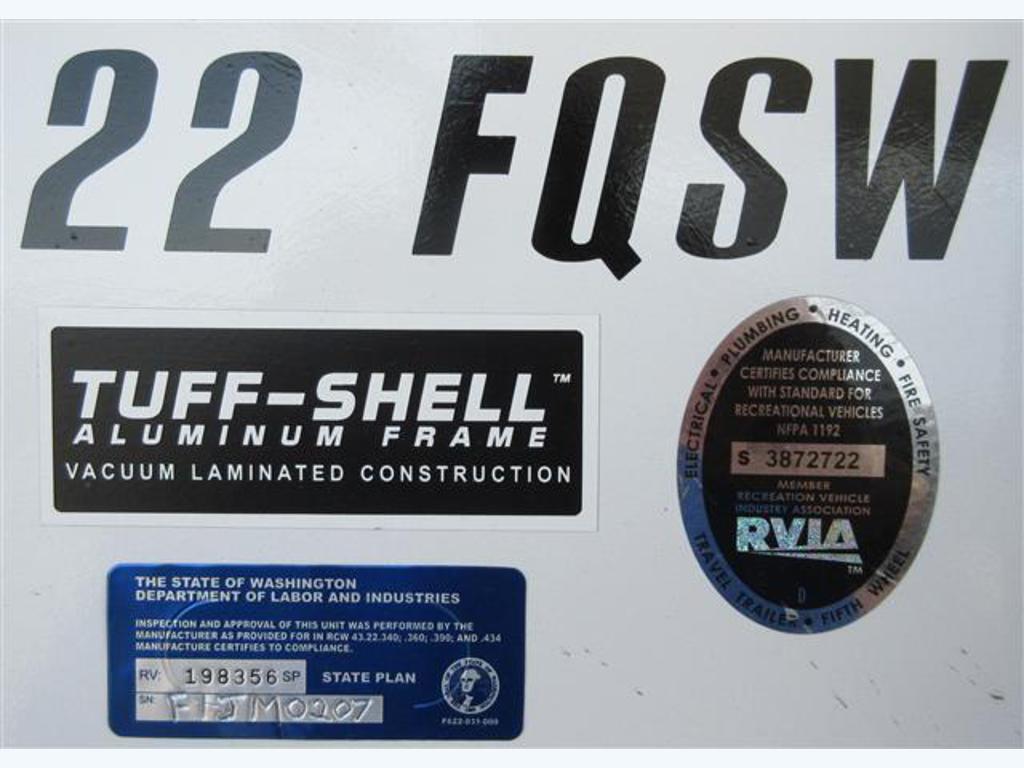 22 FQSW
TUFF-SHELL™
ALUMINUM FRAME
VACUUM LAMINATED CONSTRUCTION
ELECTRICAL • PLUMBING • HEATING • FIRE SAFETY
MANUFACTURER
CERTIFIES COMPLIANCE
WITH STANDARD FOR
RECREATIONAL VEHICLES
NFPA 1192
S 3872722
MEMBER
RECREATION VEHICLE
INDUSTRY ASSOCIATION
RVIA
TM
D
TRAVEL TRAILER • FIFTH WHEEL
THE STATE OF WASHINGTON
DEPARTMENT OF LABOR AND INDUSTRIES
INSPECTION AND APPROVAL OF THIS UNIT WAS PERFORMED BY THE
MANUFACTURER AS PROVIDED FOR IN RCW 43.22.340; .360; .390; AND .434
MANUFACTURE CERTIFIES TO COMPLIANCE.
RV: 198356 SP STATE PLAN
SN:
F622-031-000